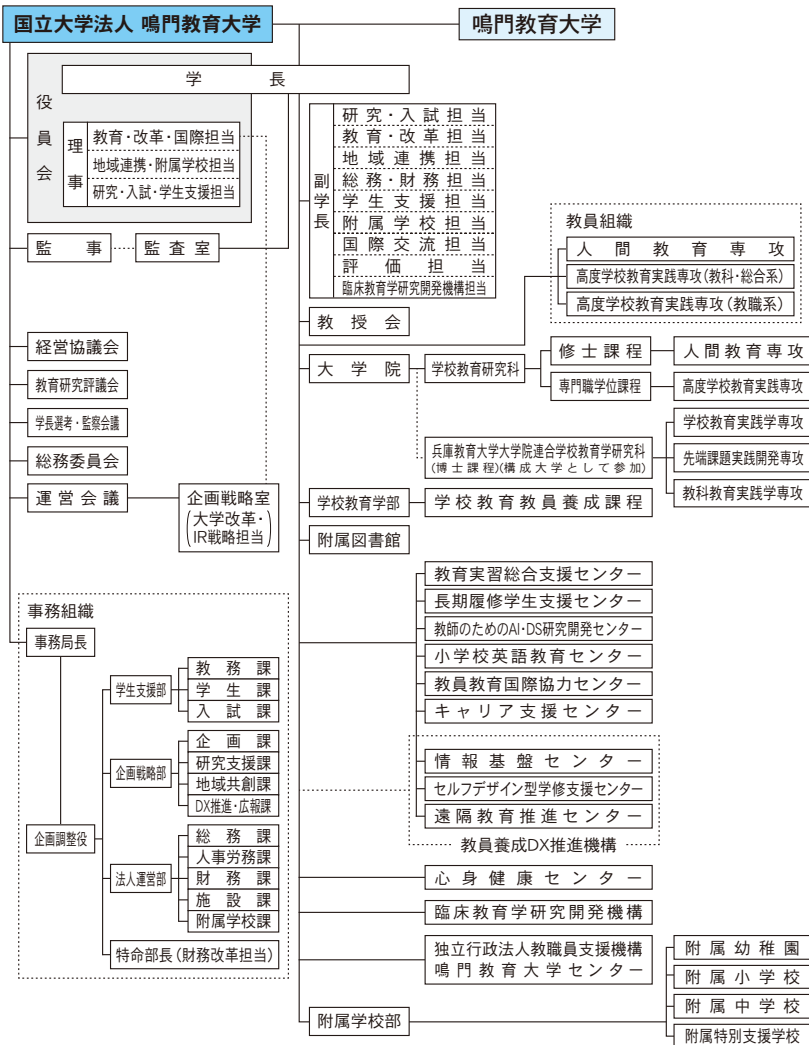 国立大学法人 鳴門教育大学
鳴門教育大学
学長
役員会
理事
教育・改革・国際担当
地域連携・附属学校担当
研究・入試・学生支援担当
監事
監査室
経営協議会
教育研究評議会
学長選考・監察会議
総務委員会
運営会議
企画戦略室
(大学改革・
IR戦略担当)
事務組織
事務局長
企画調整役
学生支援部
教務課
学生課
入試課
企画戦略部
企画課
研究支援課
地域共創課
DX推進・広報課
法人運営部
総務課
人事労務課
財務課
施設課
附属学校課
特命部長(財務改革担当)
副学長
研究・入試担当
教育・改革担当
地域連携担当
総務・財務担当
学生支援担当
附属学校担当
国際交流担当
評価担当
臨床教育学研究開発機構担当
教授会
教員組織
人間教育専攻
高度学校教育実践専攻(教科・総合系)
高度学校教育実践専攻(教職系)
大学院
学校教育研究科
修士課程
人間教育専攻
専門職学位課程
高度学校教育実践専攻
兵庫教育大学大学院連合学校教育学研究科
(博士課程)(構成大学として参加)
学校教育実践学専攻
先端課題実践開発専攻
教科教育実践学専攻
学校教育学部
学校教育教員養成課程
附属図書館
教育実習総合支援センター
長期履修学生支援センター
教師のためのAI・DS研究開発センター
小学校英語教育センター
教員教育国際協力センター
キャリア支援センター
情報基盤センター
セルフデザイン型学修支援センター
遠隔教育推進センター
教員養成DX推進機構
心身健康センター
臨床教育学研究開発機構
独立行政法人教職員支援機構
鳴門教育大学センター
附属学校部
附属幼稚園
附属小学校
附属中学校
附属特別支援学校